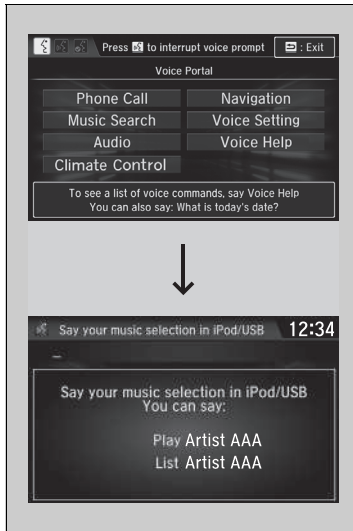 Press to interrupt voice prompt : Exit
Voice Portal
Phone Call Navigation
Music Search Voice Setting
Audio Voice Help
Climate Control
To see a list of voice commands, say Voice Help
You can also say: What is today's date?
Say your music selection in iPod/USB 12:34
Say your music selection in iPod/USB
You can say:
Play Artist AAA
List Artist AAA